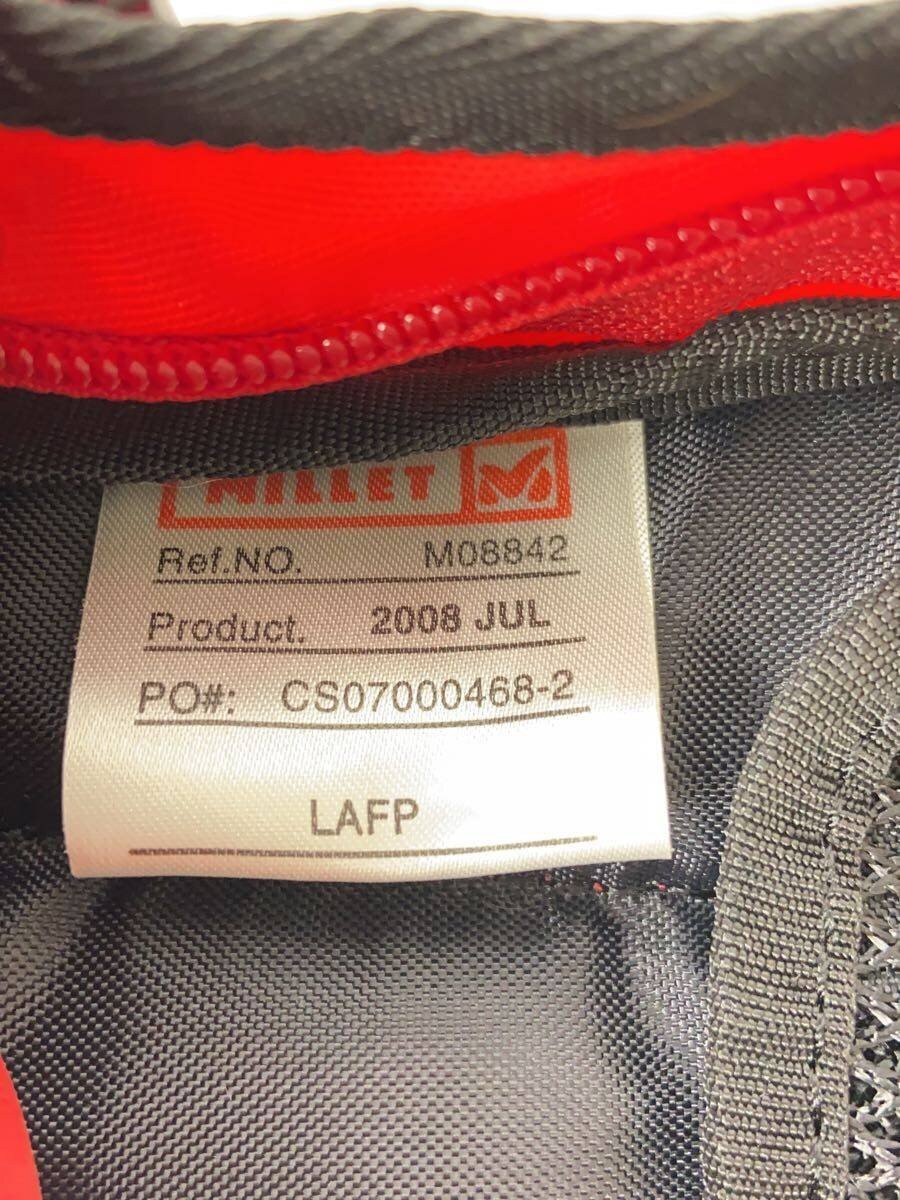 MILLET
Ref.NO. M08842
Product. 2008 JUL
PO#: CS07000468-2
LAFP